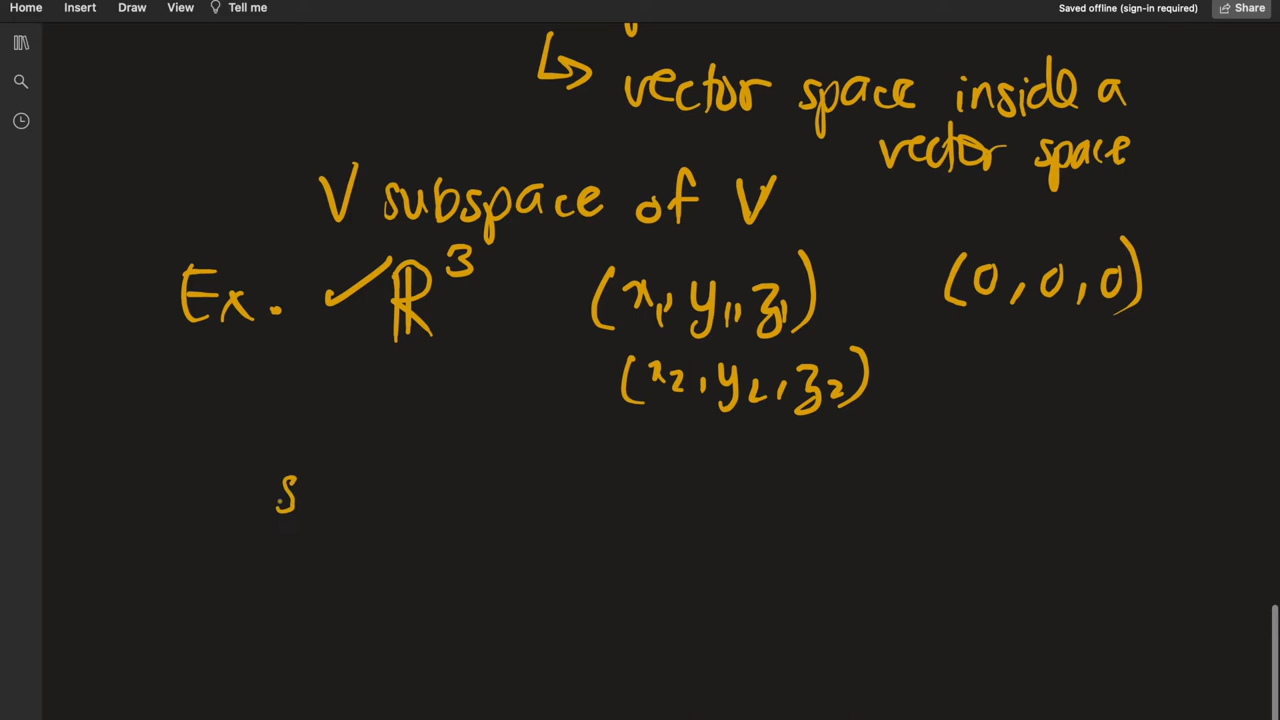 Home Insert Draw View Tell me Saved offline (sign-in required) Share
↳ vector space inside a
vector space
V subspace of V
Ex. ✓ ℝ³ (x₁, y₁, z₁) (0, 0, 0)
(x₂, y₂, z₂)
S